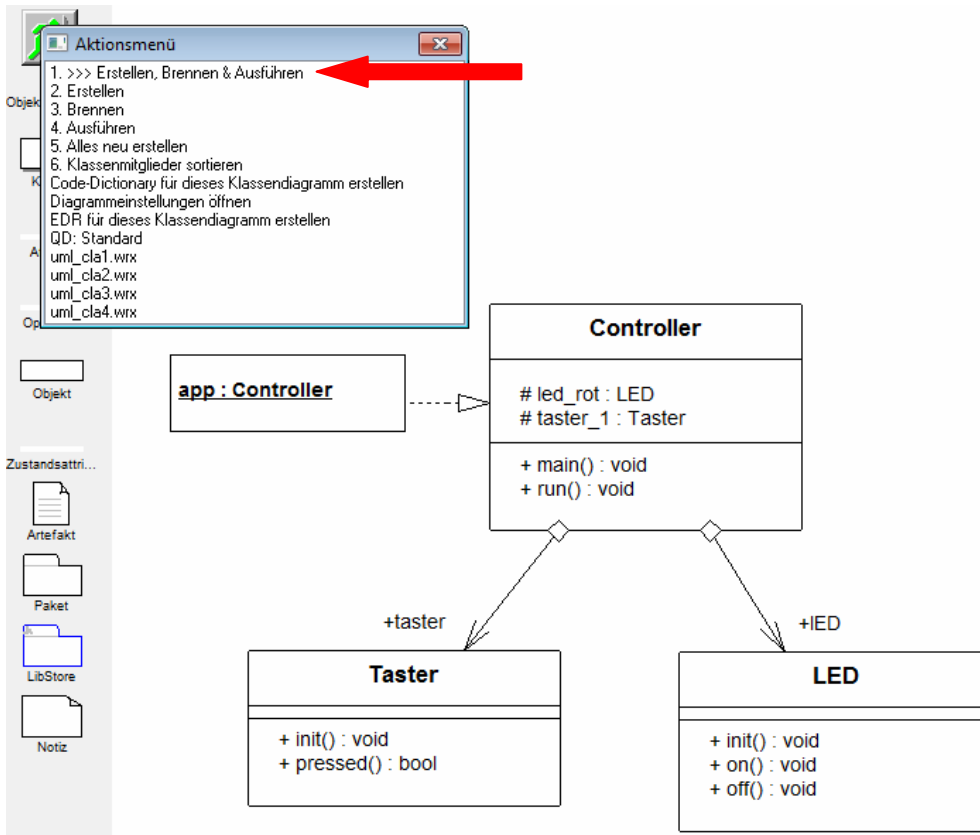 Aktionsmenü
1. >>> Erstellen, Brennen & Ausführen
2. Erstellen
3. Brennen
4. Ausführen
5. Alles neu erstellen
6. Klassenmitglieder sortieren
Code-Dictionary für dieses Klassendiagramm erstellen
Diagrammeinstellungen öffnen
EDR für dieses Klassendiagramm erstellen
QD: Standard
uml_cla1.wrx
uml_cla2.wrx
uml_cla3.wrx
uml_cla4.wrx
Objekt
Zustandsattri...
Artefakt
Paket
LibStore
Notiz
app : Controller
Controller
# led_rot : LED
# taster_1 : Taster
+ main() : void
+ run() : void
+taster
+lED
Taster
+ init() : void
+ pressed() : bool
LED
+ init() : void
+ on() : void
+ off() : void